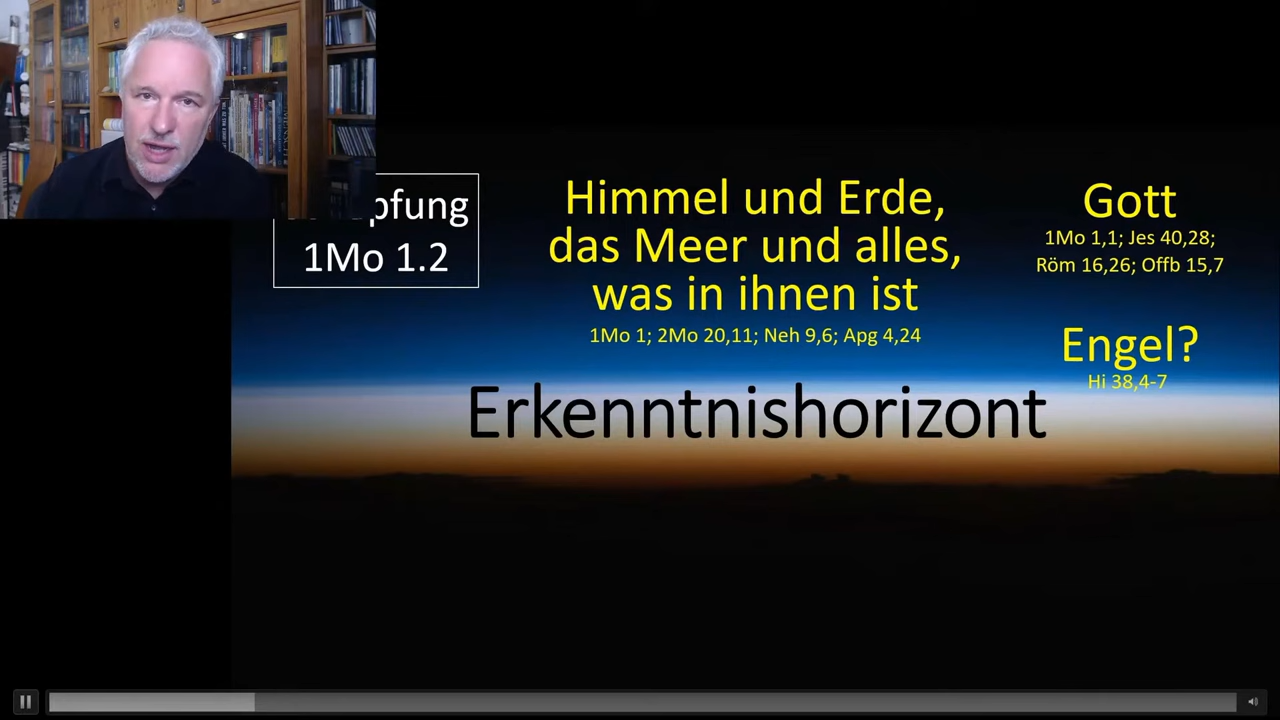 pfung
1Mo 1.2
Himmel und Erde,
das Meer und alles,
was in ihnen ist
1Mo 1; 2Mo 20,11; Neh 9,6; Apg 4,24
Gott
1Mo 1,1; Jes 40,28;
Röm 16,26; Offb 15,7
Engel?
Hi 38,4-7
Erkenntnishorizont